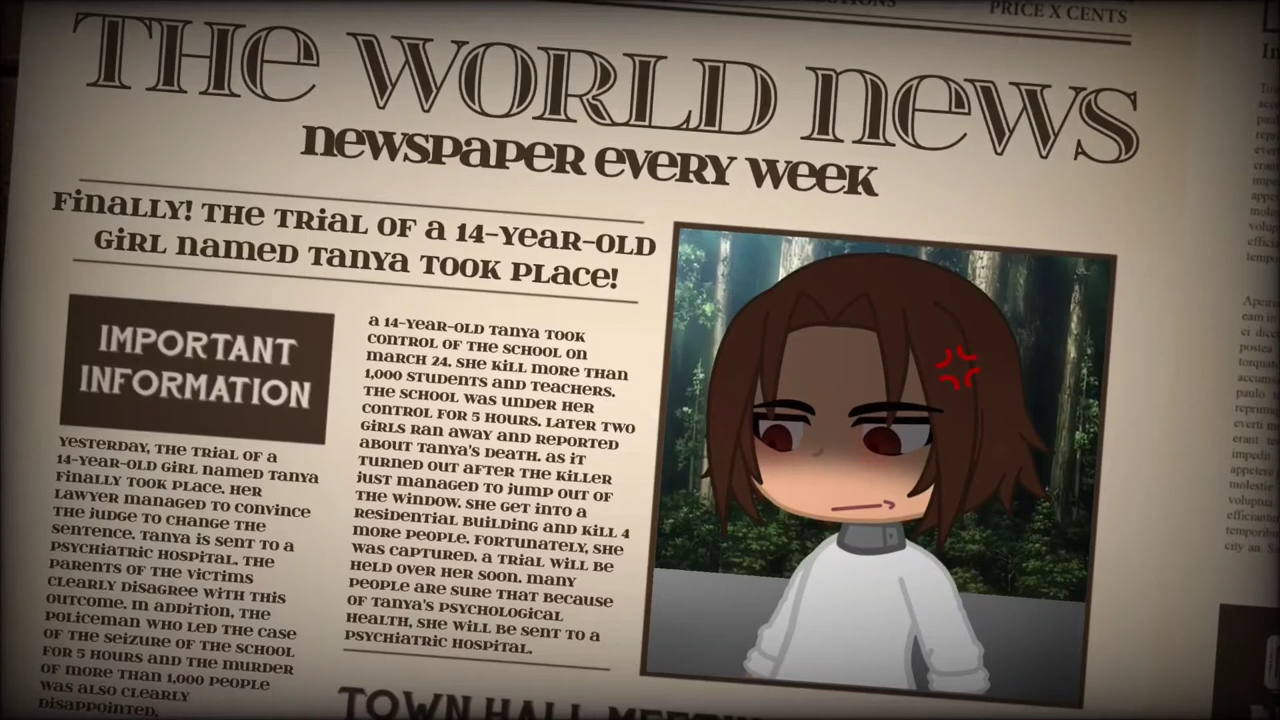 PRICE X CENTS
THE WORLD news
newspaper every week
Finally! The trial of a 14-year-old
girl named Tanya took place!
IMPORTANT
INFORMATION
Yesterday, the trial of a
14-year-old girl named Tanya
finally took place. Her
lawyer managed to convince
the judge to change the
sentence. Tanya is sent to a
psychiatric hospital. The
parents of the victims
clearly disagree with this
outcome. In addition, the
policeman who led the case
of the seizure of the school
for 5 hours and the murder
of more than 1,000 people
was also clearly
disappointed.
a 14-year-old Tanya took
control of the school on
March 24. She kill more than
1,000 students and teachers.
The school was under her
control for 5 hours. Later two
girls ran away and reported
about Tanya's death. As it
turned out after the killer
just managed to jump out of
the window. She get into a
residential building and kill 4
more people. Fortunately, she
was captured. A trial will be
held over her soon. Many
people are sure that because
of Tanya's psychological
health, she will be sent to a
psychiatric hospital.
TOWN HALL